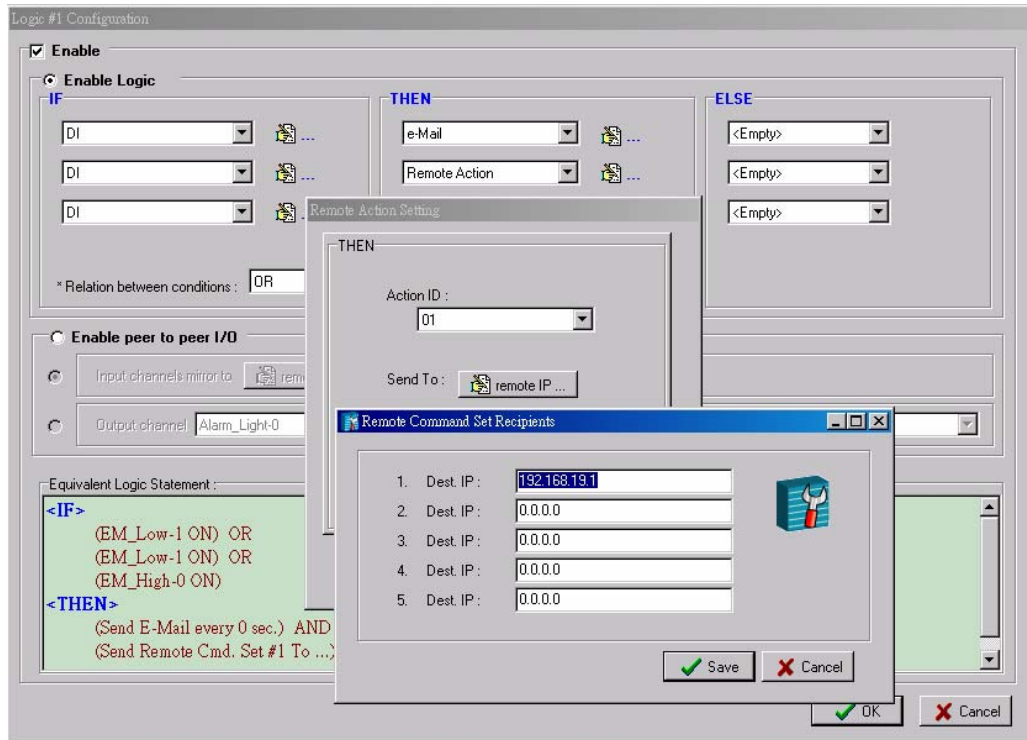 Logic #1 Configuration
Enable
Enable Logic
IF
THEN
ELSE
DI
...
e-Mail
...
<Empty>
DI
...
Remote Action
...
<Empty>
DI
<Empty>
* Relation between conditions :
OR
Remote Action Setting
THEN
Action ID :
01
Send To :
remote IP ...
Enable peer to peer I/O
Input channels mirror to
Output channel
Alarm_Light-0
Equivalent Logic Statement :
<IF>
(EM_Low-1 ON) OR
(EM_Low-1 ON) OR
(EM_High-0 ON)
<THEN>
(Send E-Mail every 0 sec.) AND
(Send Remote Cmd. Set #1 To ...)
Remote Command Set Recipients
1. Dest. IP : 192.168.19.1
2. Dest. IP : 0.0.0.0
3. Dest. IP : 0.0.0.0
4. Dest. IP : 0.0.0.0
5. Dest. IP : 0.0.0.0
Save
Cancel
OK
Cancel